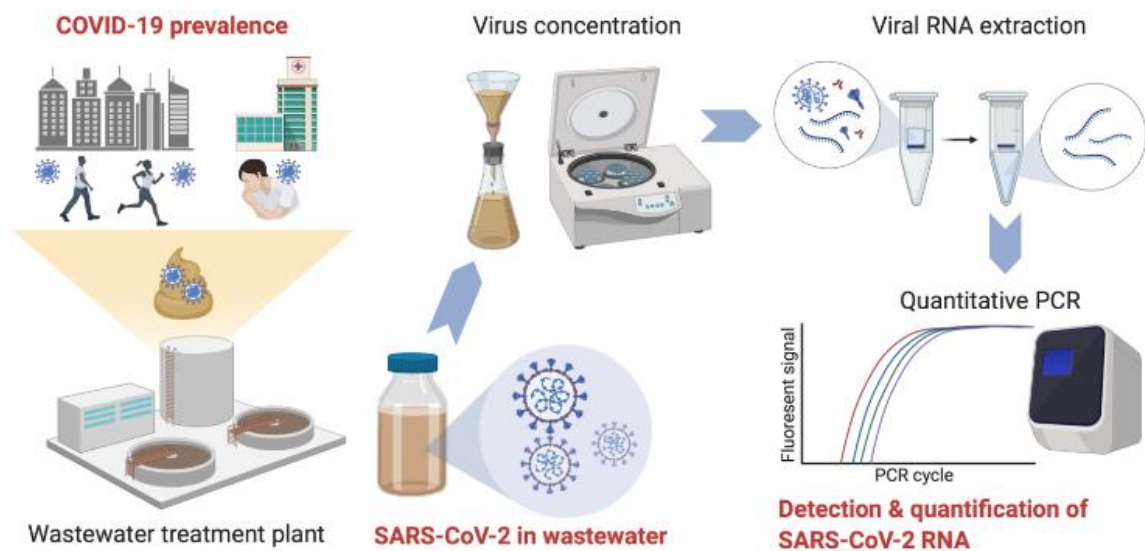 COVID-19 prevalence
Wastewater treatment plant
SARS-CoV-2 in wastewater
Virus concentration
Viral RNA extraction
Quantitative PCR
Fluoresent signal
PCR cycle
Detection & quantification of
SARS-CoV-2 RNA